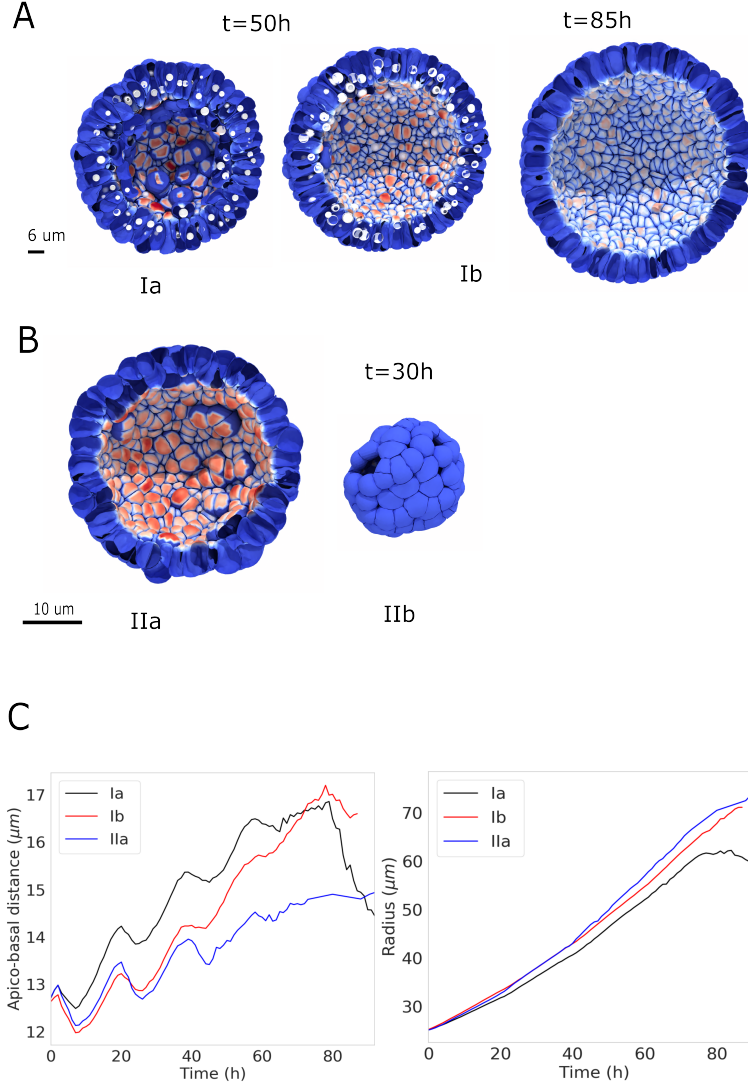 A
t=50h
t=85h
6 um
Ia
Ib
B
t=30h
10 um
IIa
IIb
C
Ia
Ib
IIa
17
16
15
14
13
12
Apico-basal distance (μm)
0
20
40
60
80
Time (h)
Ia
Ib
IIa
70
60
50
40
30
Radius (μm)
0
20
40
60
80
Time (h)